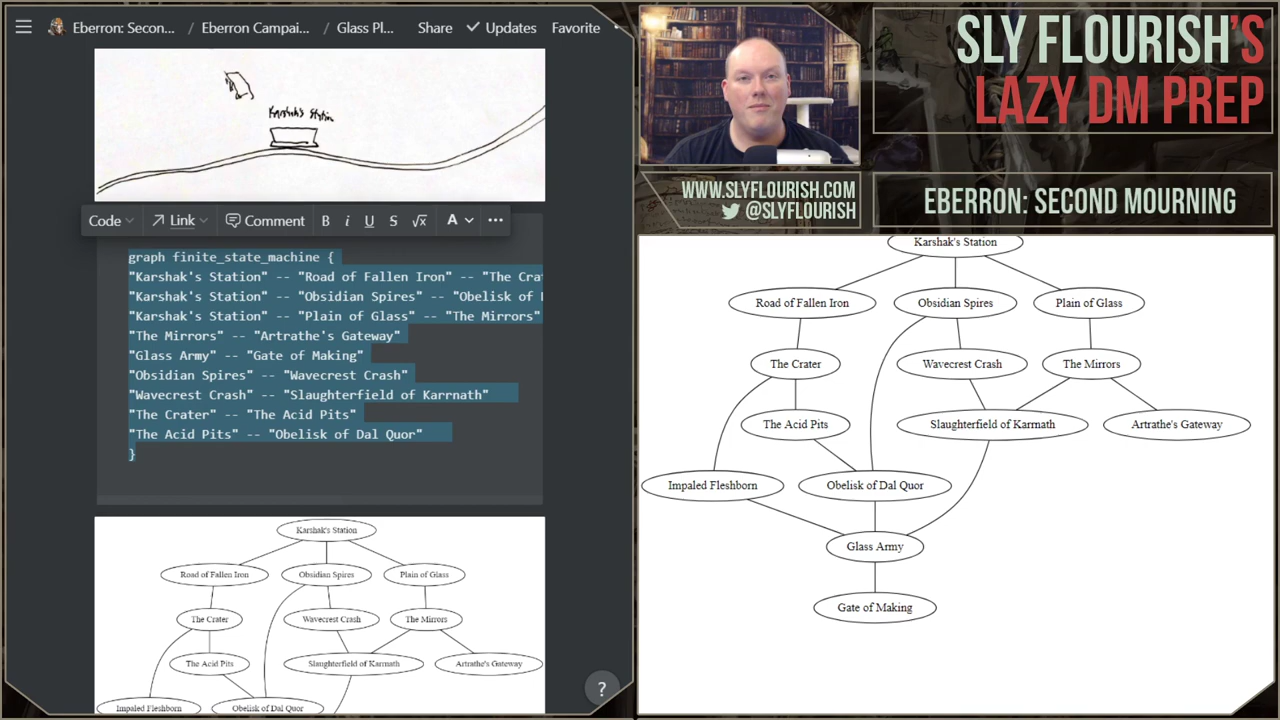 Eberron: Secon... / Eberron Campai... / Glass Pl... Share Updates Favorite
Karshak's Station
Code Link Comment B i U S √x A
graph finite_state_machine {
"Karshak's Station" -- "Road of Fallen Iron" -- "The Crat
"Karshak's Station" -- "Obsidian Spires" -- "Obelisk of
"Karshak's Station" -- "Plain of Glass" -- "The Mirrors"
"The Mirrors" -- "Artrathe's Gateway"
"Glass Army" -- "Gate of Making"
"Obsidian Spires" -- "Wavecrest Crash"
"Wavecrest Crash" -- "Slaughterfield of Karrnath"
"The Crater" -- "The Acid Pits"
"The Acid Pits" -- "Obelisk of Dal Quor"
}
Karshak's Station
Road of Fallen Iron Obsidian Spires Plain of Glass
The Crater Wavecrest Crash The Mirrors
The Acid Pits Slaughterfield of Karrnath Artrathe's Gateway
Impaled Fleshborn Obelisk of Dal Quor
?
SLY FLOURISH'S
LAZY DM PREP
WWW.SLYFLOURISH.COM
@SLYFLOURISH
EBERRON: SECOND MOURNING
Karshak's Station
Road of Fallen Iron Obsidian Spires Plain of Glass
The Crater Wavecrest Crash The Mirrors
The Acid Pits Slaughterfield of Karrnath Artrathe's Gateway
Impaled Fleshborn Obelisk of Dal Quor
Glass Army
Gate of Making